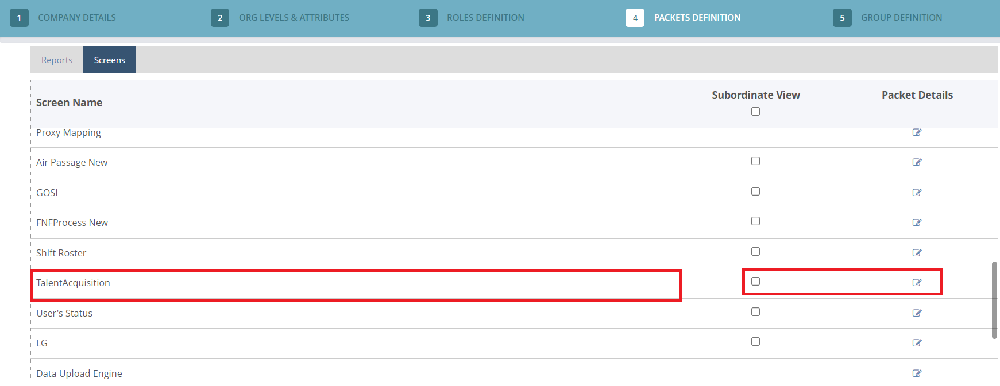 1 COMPANY DETAILS 2 ORG LEVELS & ATTRIBUTES 3 ROLES DEFINITION 4 PACKETS DEFINITION 5 GROUP DEFINITION
Reports Screens
Screen Name Subordinate View Packet Details
Proxy Mapping
Air Passage New
GOSI
FNFProcess New
Shift Roster
TalentAcquisition
User's Status
LG
Data Upload Engine